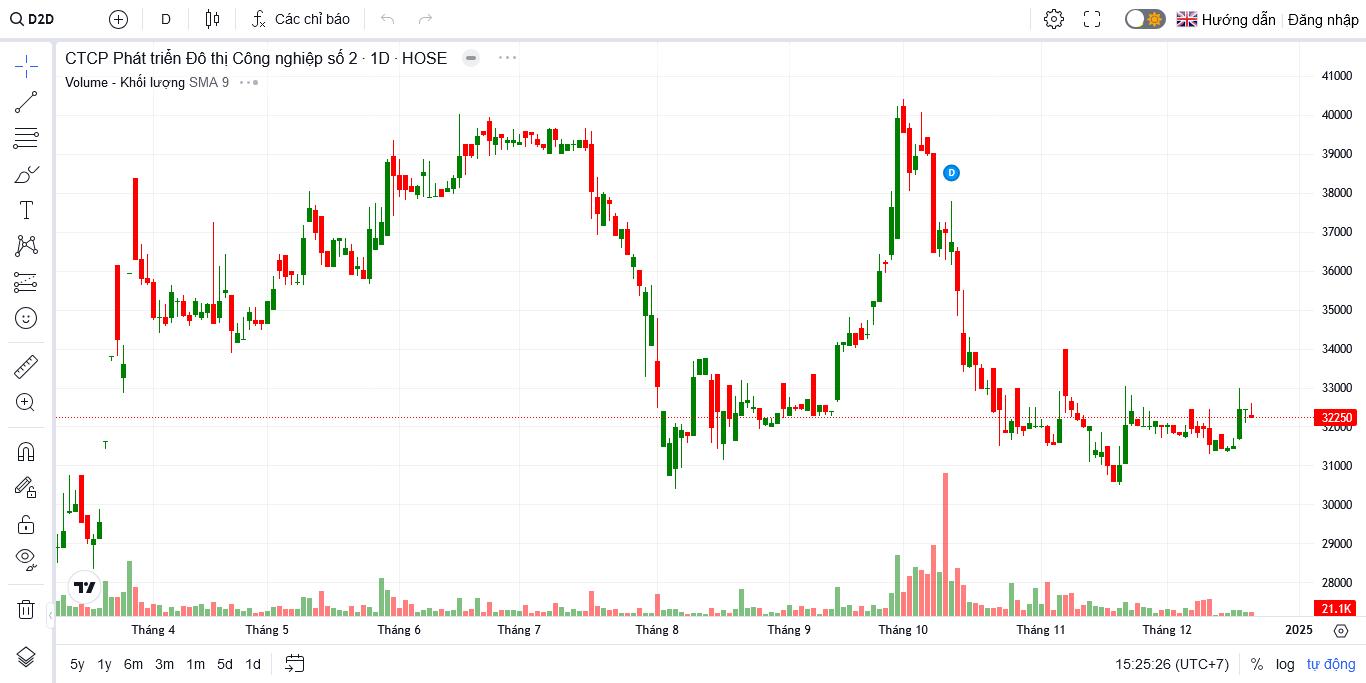 D2D D Các chỉ báo Hướng dẫn Đăng nhập
CTCP Phát triển Đô thị Công nghiệp số 2 · 1D · HOSE
Volume - Khối lượng SMA 9
41000
40000
39000
38000
D
37000
36000
35000
34000
33000
32250
32000
31000
30000
29000
28000
21.1K
Tháng 4 Tháng 5 Tháng 6 Tháng 7 Tháng 8 Tháng 9 Tháng 10 Tháng 11 Tháng 12 2025
5y 1y 6m 3m 1m 5d 1d 15:25:26 (UTC+7) % log tự động